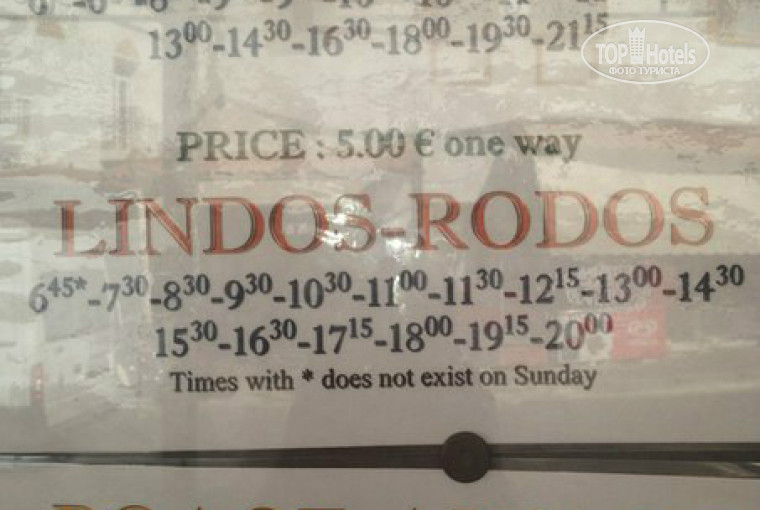 13⁰⁰-14³⁰-16³⁰-18⁰⁰-19³⁰-21¹⁵
TOP Hotels
ФОТО ТУРИСТА
PRICE : 5.00 € one way
LINDOS-RODOS
6⁴⁵*-7³⁰-8³⁰-9³⁰-10³⁰-11⁰⁰-11³⁰-12¹⁵-13⁰⁰-14³⁰
15³⁰-16³⁰-17¹⁵-18⁰⁰-19¹⁵-20⁰⁰
Times with * does not exist on Sunday